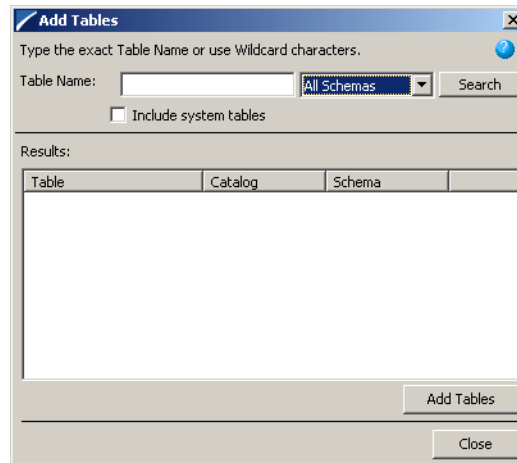 Add Tables
Type the exact Table Name or use Wildcard characters.
Table Name: All Schemas Search
Include system tables
Results:
Table Catalog Schema
Add Tables
Close